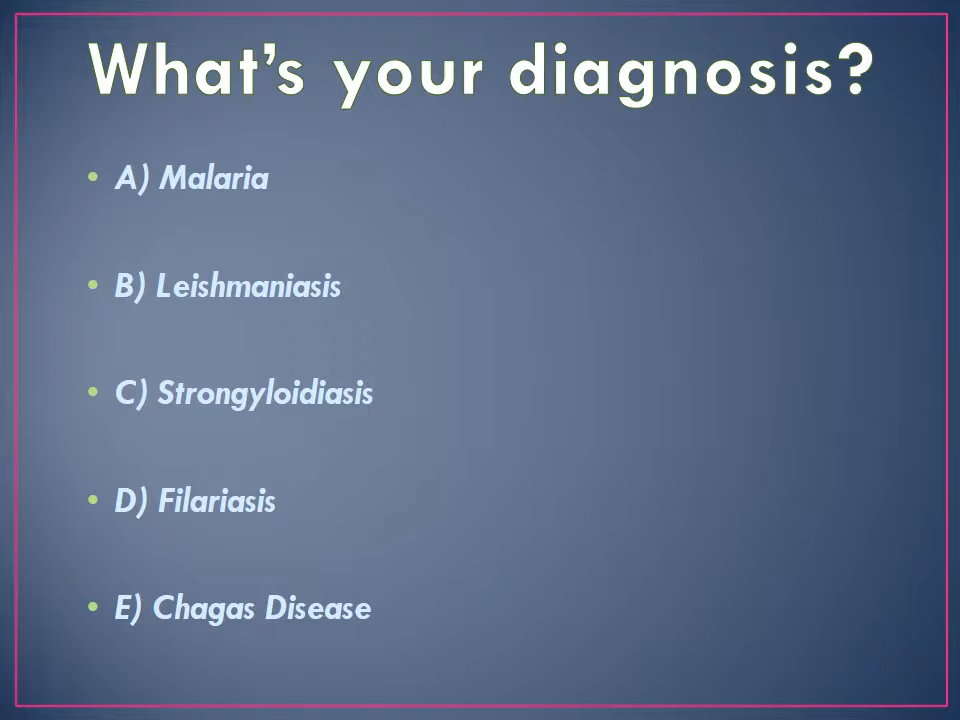 What’s your diagnosis?
• A) Malaria
• B) Leishmaniasis
• C) Strongyloidiasis
• D) Filariasis
• E) Chagas Disease